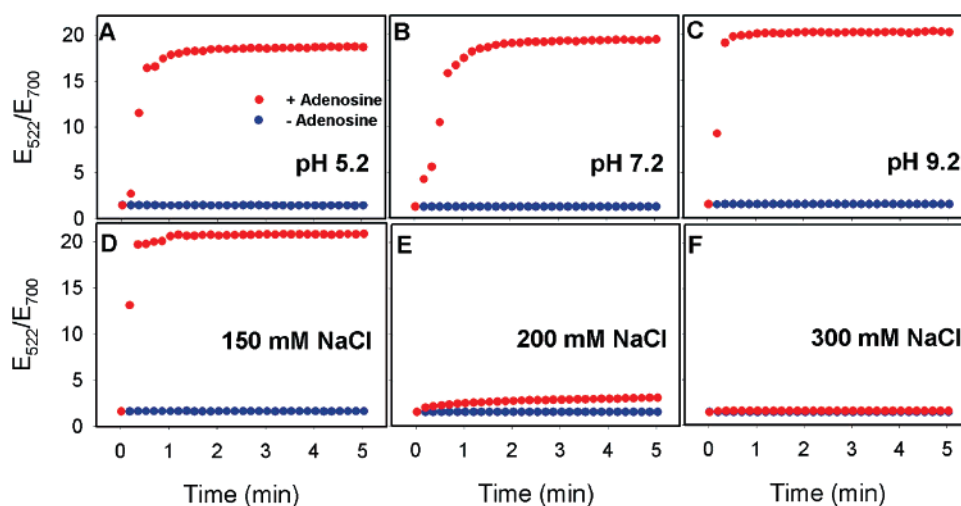 A
B
C
20
15
10
5
0
E522/E700
+ Adenosine
- Adenosine
pH 5.2
pH 7.2
pH 9.2
D
E
F
20
15
10
5
0
E522/E700
150 mM NaCl
200 mM NaCl
300 mM NaCl
0 1 2 3 4 5
0 1 2 3 4 5
0 1 2 3 4 5
Time (min)
Time (min)
Time (min)